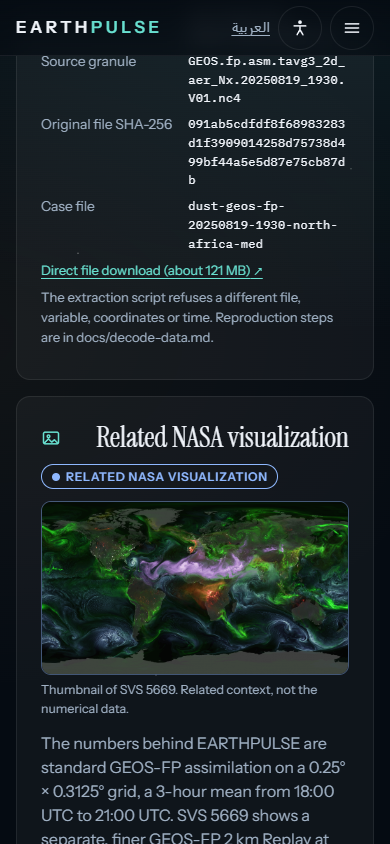 EARTHPULSE
العربية
Source granule
GEOS.fp.asm.tavg3_2d_
aer_Nx.20250819_1930.
V01.nc4
Original file SHA-256
091ab5cdfdf8f68983283
d1f3909014258d75738d4
99bf44a5e5d87e75cb87d
b
Case file
dust-geos-fp-
20250819-1930-north-
africa-med
Direct file download (about 121 MB) ↗
The extraction script refuses a different file,
variable, coordinates or time. Reproduction steps
are in docs/decode-data.md.
Related NASA visualization
RELATED NASA VISUALIZATION
Thumbnail of SVS 5669. Related context, not the
numerical data.
The numbers behind EARTHPULSE are
standard GEOS-FP assimilation on a 0.25°
× 0.3125° grid, a 3-hour mean from 18:00
UTC to 21:00 UTC. SVS 5669 shows a
separate, finer GEOS-FP 2 km Replay at